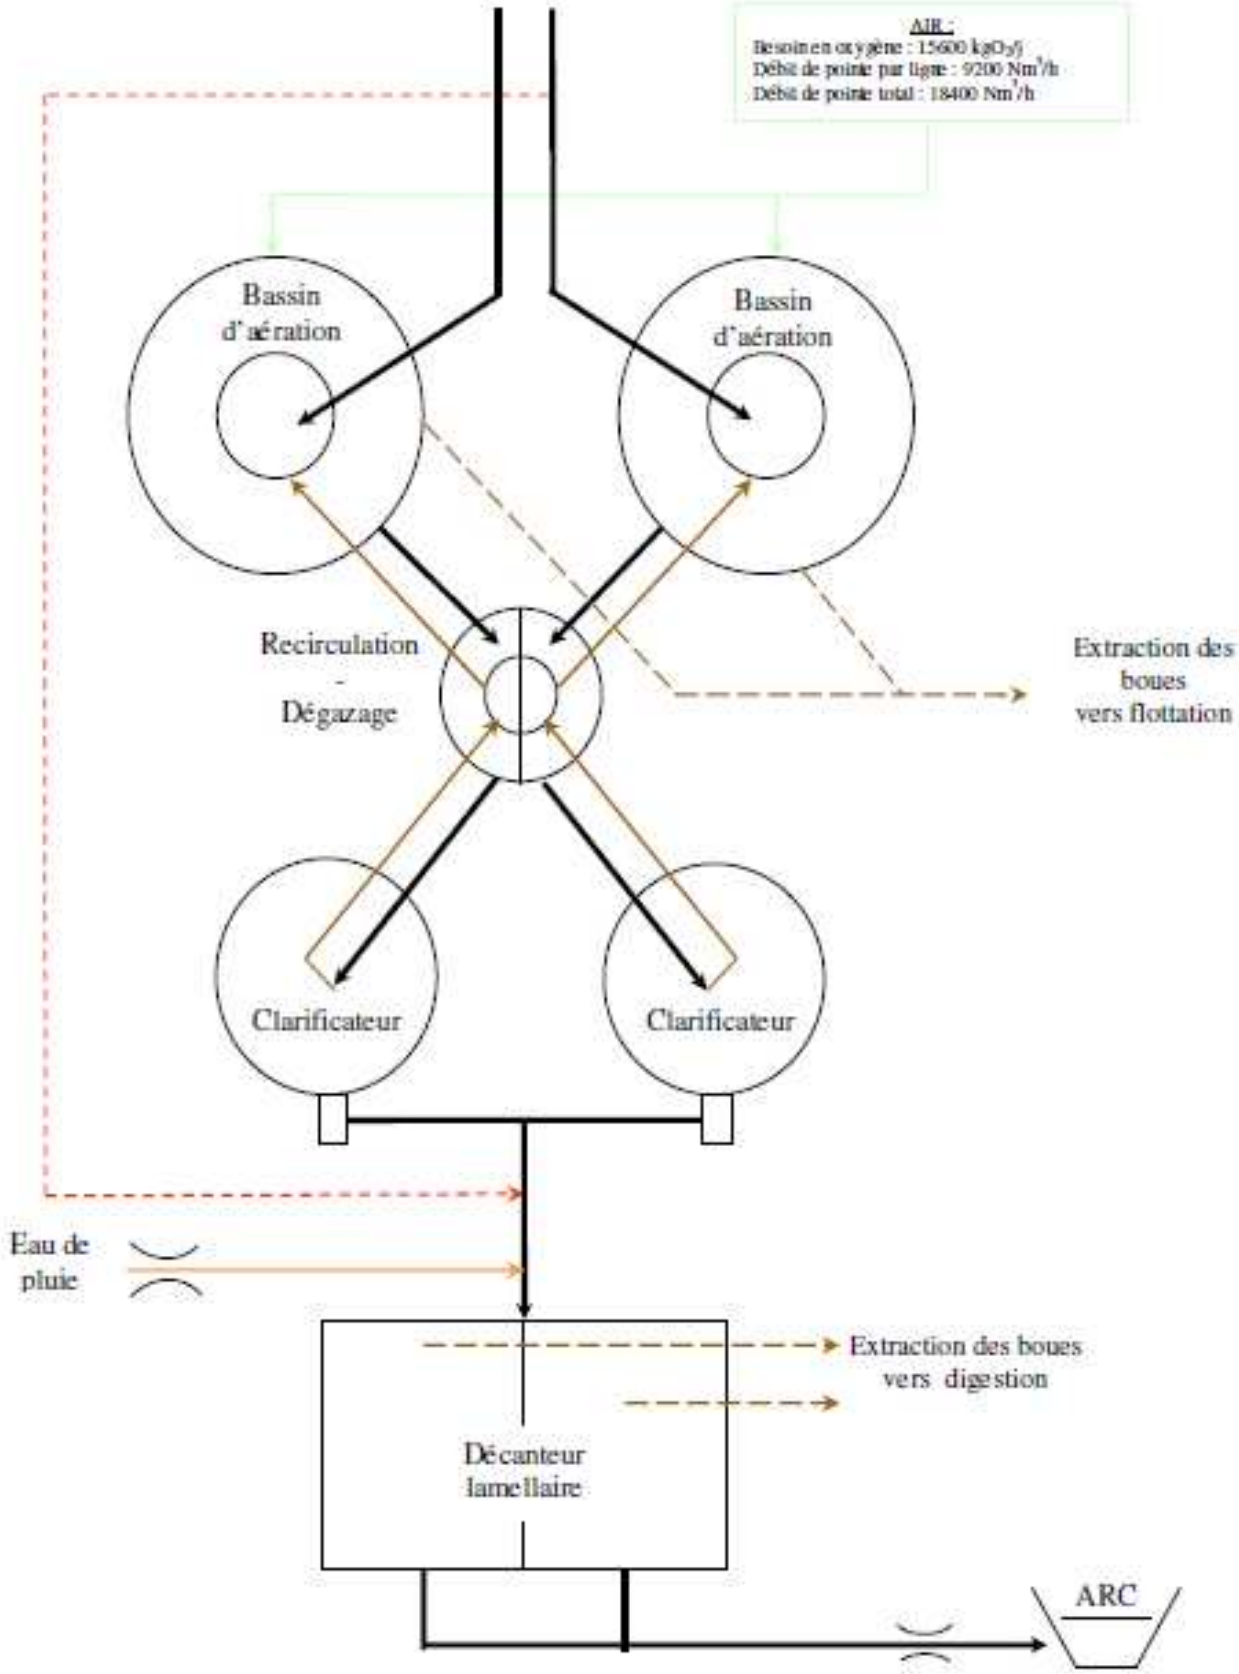 AIR :
Besoin en oxygène : 15600 kgO₂/j
Débit de pointe par ligne : 9200 Nm³/h
Débit de pointe total : 18400 Nm³/h
Bassin
d'aération
Bassin
d'aération
Recirculation
-
Dégazage
Extraction des
boues
vers flottation
Clarificateur
Clarificateur
Eau de
pluie
Extraction des boues
vers digestion
Décanteur
lamellaire
ARC